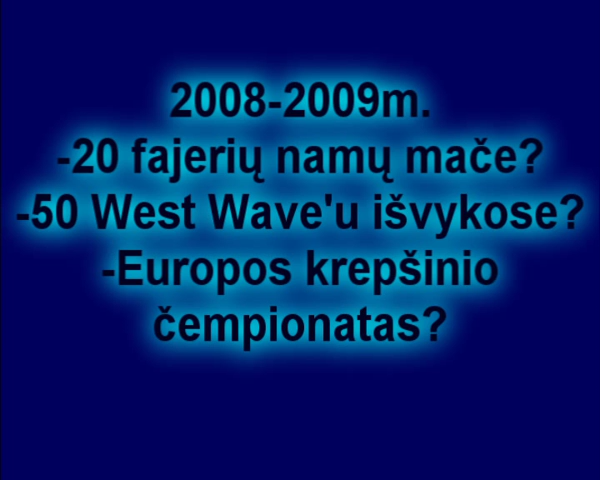 2008-2009m.
-20 fajerių namų mače?
-50 West Wave'u išvykose?
-Europos krepšinio
čempionatas?